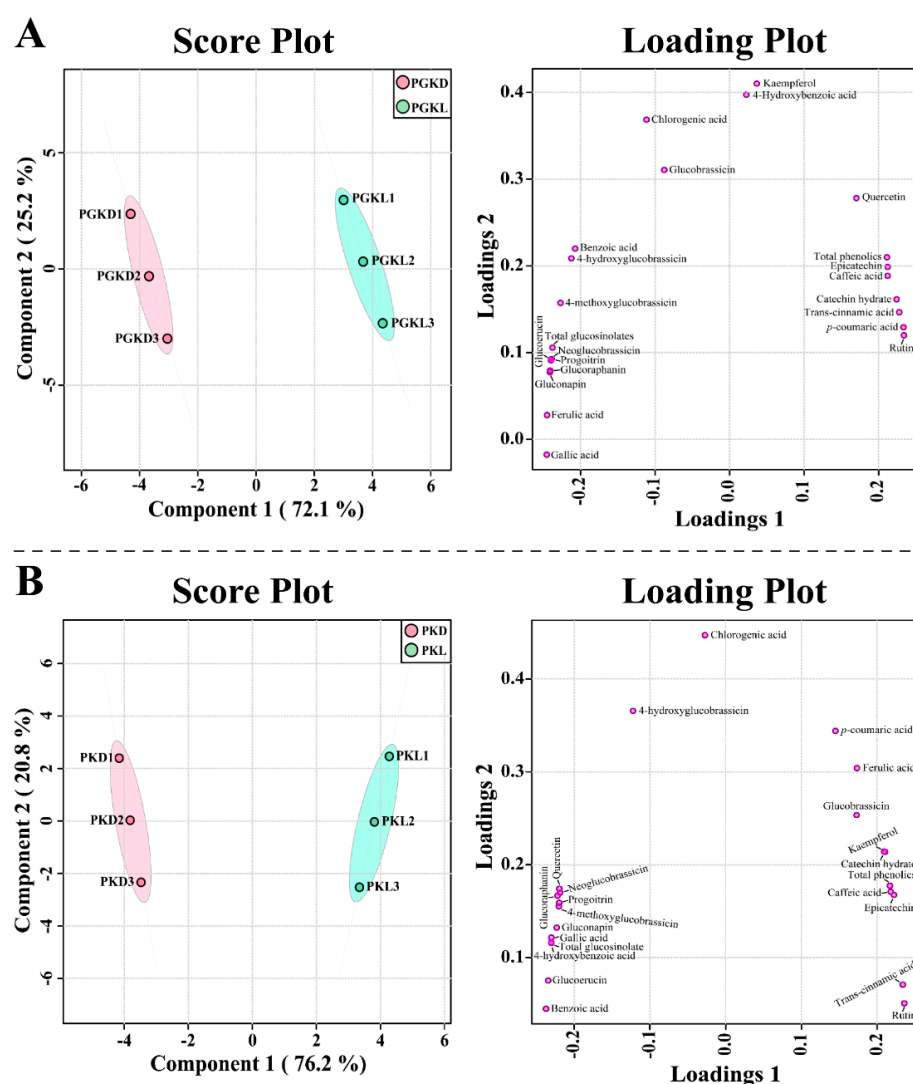 A
Score Plot
Loading Plot
PGKD
PGKL
PGKD1
PGKD2
PGKD3
PGKL1
PGKL2
PGKL3
5
0
-5
Component 2 ( 25.2 %)
-6
-4
-2
0
2
4
6
Component 1 ( 72.1 %)
0.4
0.3
0.2
0.1
0.0
Loadings 2
Kaempferol
4-Hydroxybenzoic acid
Chlorogenic acid
Glucobrassicin
Quercetin
Benzoic acid
4-hydroxyglucobrassicin
Total phenolics
Epicatechin
Caffeic acid
4-methoxyglucobrassicin
Catechin hydrate
Trans-cinnamic acid
p-coumaric acid
Rutin
Glucoerucin
Total glucosinolates
Neoglucobrassicin
Progoitrin
Glucoraphanin
Gluconapin
Ferulic acid
Gallic acid
-0.2
-0.1
0.0
0.1
0.2
Loadings 1
B
Score Plot
Loading Plot
PKD
PKL
PKD1
PKD2
PKD3
PKL1
PKL2
PKL3
6
4
2
0
-2
-4
-6
Component 2 ( 20.8 %)
-4
-2
0
2
4
6
Component 1 ( 76.2 %)
0.4
0.3
0.2
0.1
Loadings 2
Chlorogenic acid
4-hydroxyglucobrassicin
p-coumaric acid
Ferulic acid
Glucobrassicin
Kaempferol
Catechin hydrate
Total phenolics
Caffeic acid
Epicatechin
Glucoraphanin
Quercetin
Neoglucobrassicin
Progoitrin
4-methoxyglucobrassicin
Gluconapin
Gallic acid
Total glucosinolate
4-hydroxybenzoic acid
Glucoerucin
Benzoic acid
Trans-cinnamic acid
Rutin
-0.2
-0.1
0.0
0.1
0.2
Loadings 1